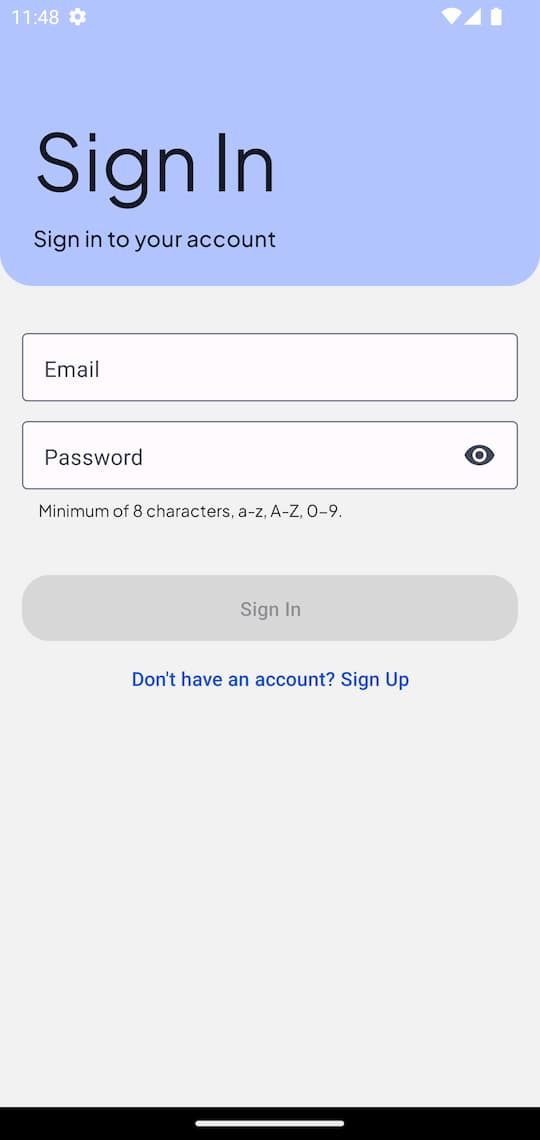 11:48
Sign In
Sign in to your account
Email
Password
Minimum of 8 characters, a-z, A-Z, 0-9.
Sign In
Don't have an account? Sign Up